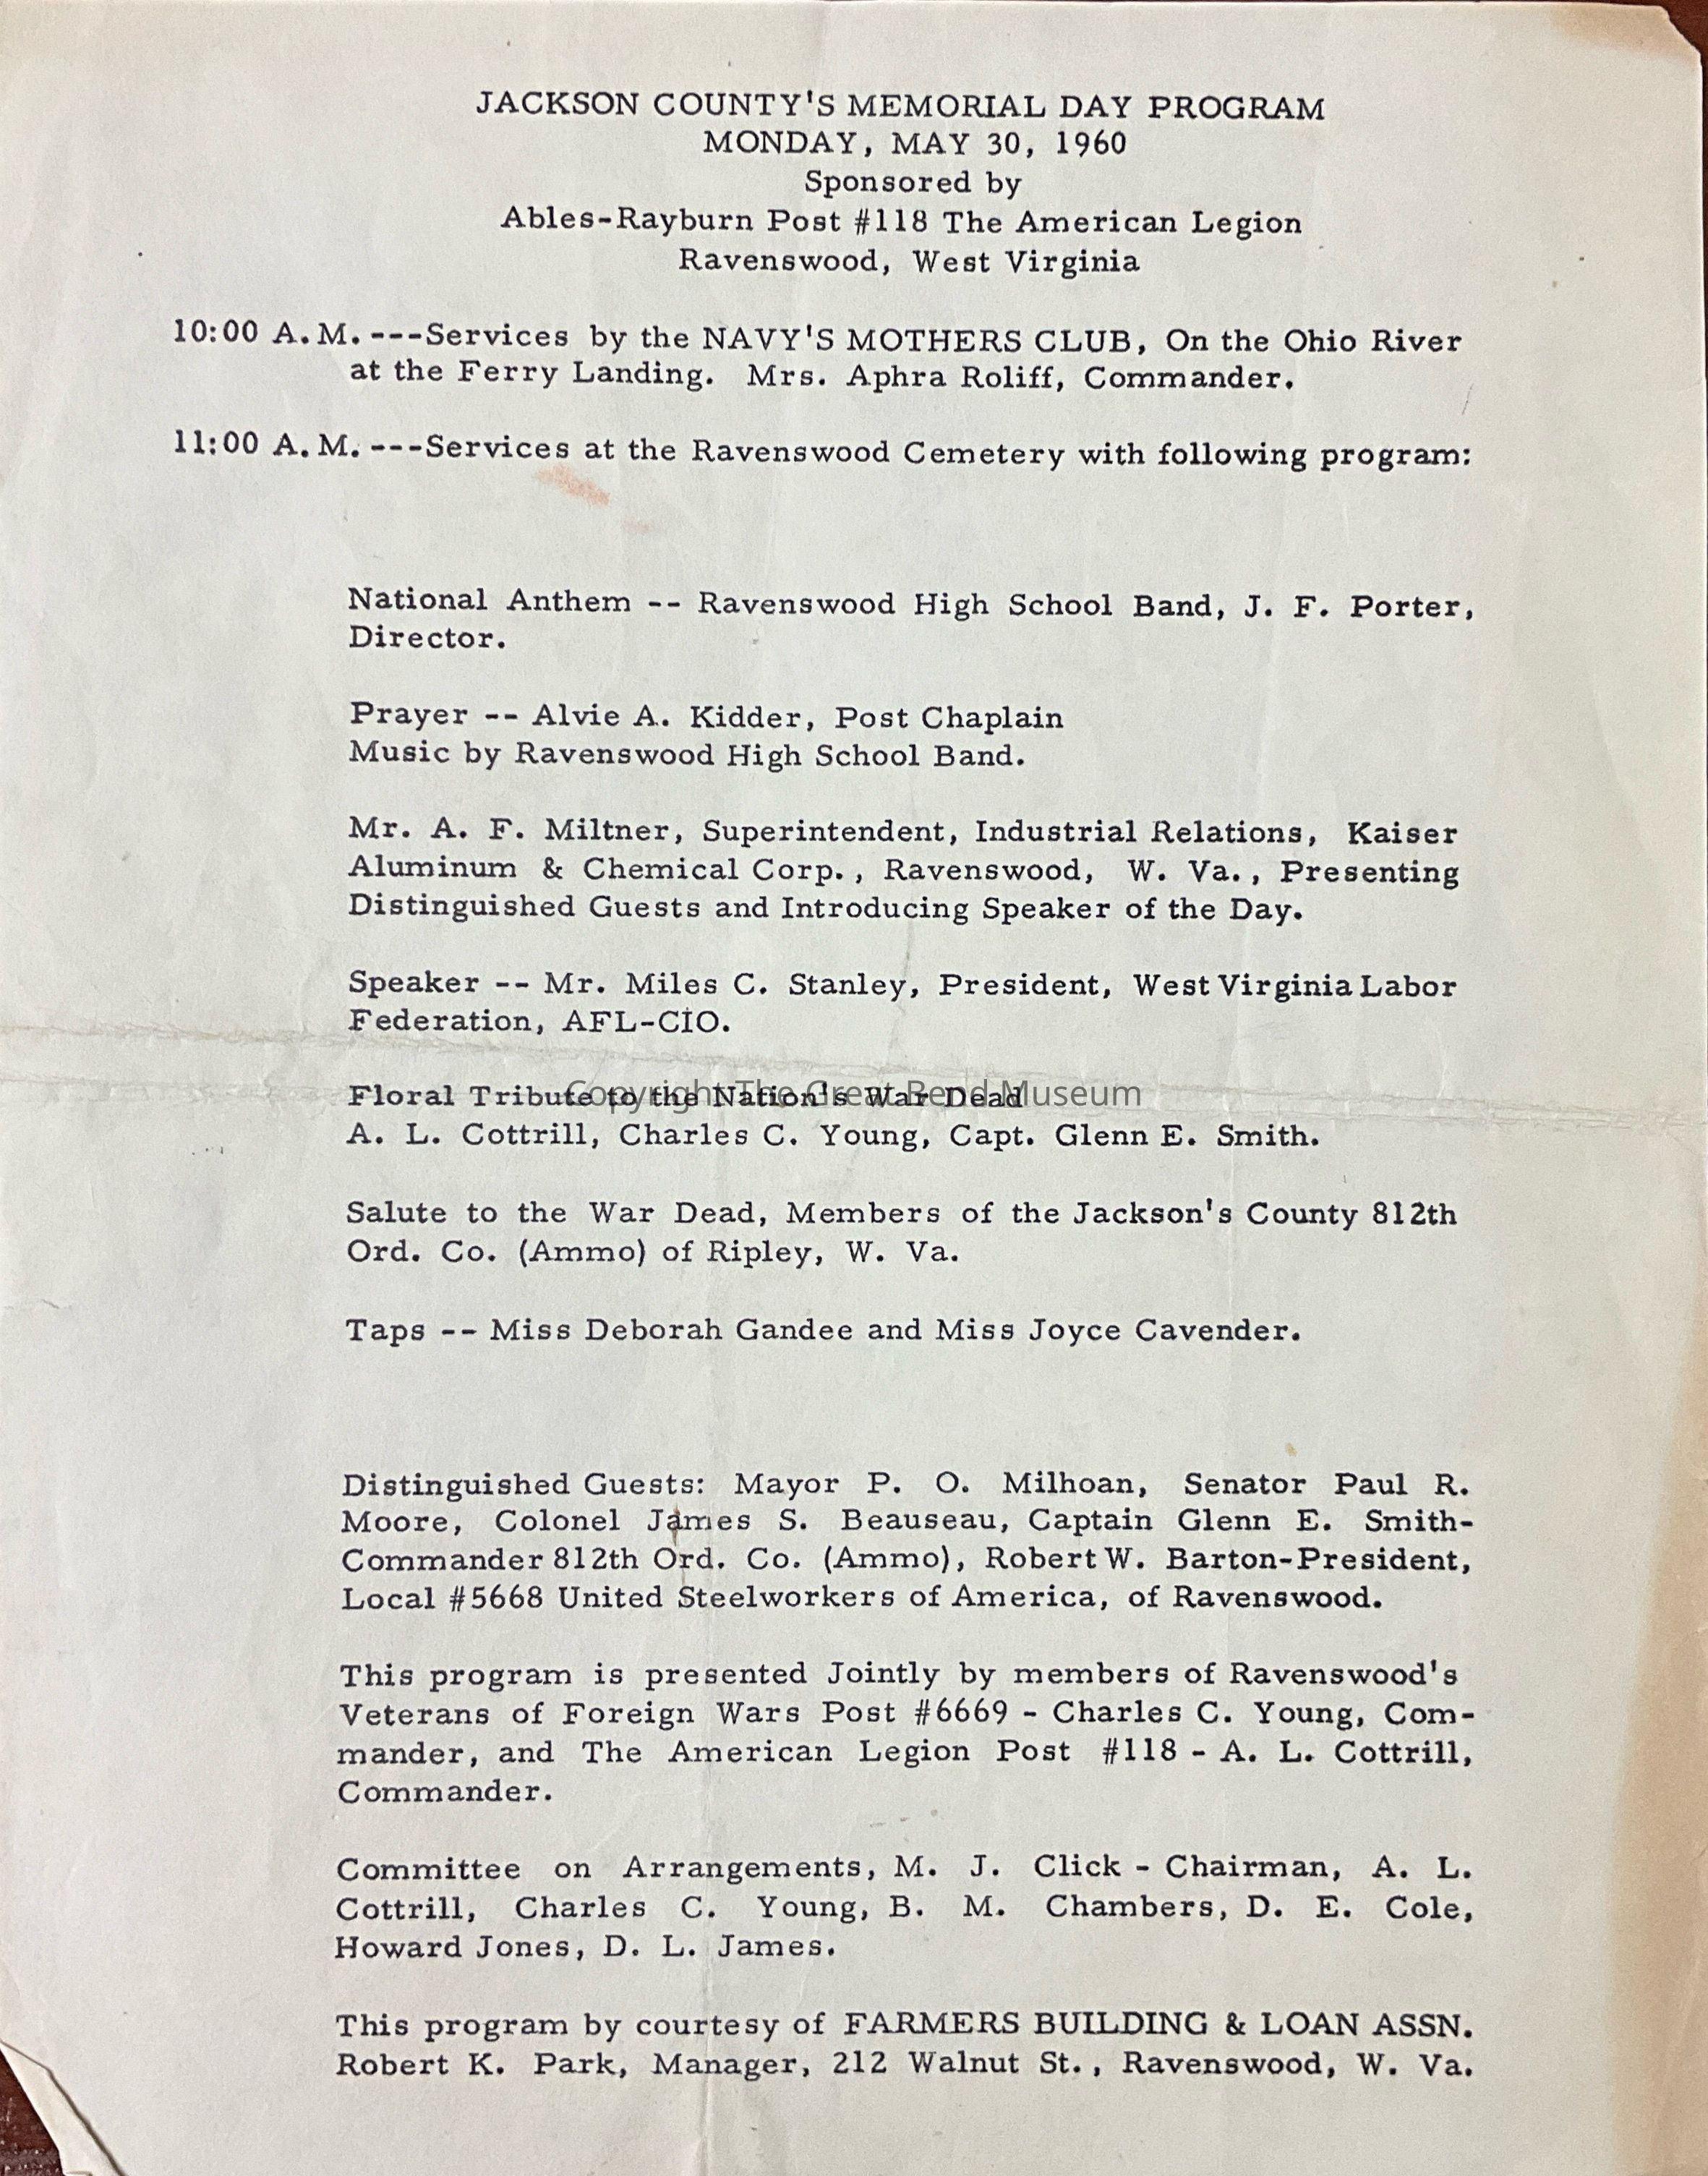 JACKSON COUNTY'S MEMORIAL DAY PROGRAM
MONDAY, MAY 30, 1960
Sponsored by
Ables-Rayburn Post #118 The American Legion
Ravenswood, West Virginia
10:00 A.M. ---Services by the NAVY'S MOTHERS CLUB, On the Ohio River
at the Ferry Landing. Mrs. Aphra Roliff, Commander.
11:00 A.M. ---Services at the Ravenswood Cemetery with following program:
National Anthem -- Ravenswood High School Band, J. F. Porter,
Director.
Prayer -- Alvie A. Kidder, Post Chaplain
Music by Ravenswood High School Band.
Mr. A. F. Miltner, Superintendent, Industrial Relations, Kaiser
Aluminum & Chemical Corp., Ravenswood, W. Va., Presenting
Distinguished Guests and Introducing Speaker of the Day.
Speaker -- Mr. Miles C. Stanley, President, West Virginia Labor
Federation, AFL-CIO.
Floral Tribute to the Nation's War Dead
Copyright The Great Bend Museum
A. L. Cottrill, Charles C. Young, Capt. Glenn E. Smith.
Salute to the War Dead, Members of the Jackson's County 812th
Ord. Co. (Ammo) of Ripley, W. Va.
Taps -- Miss Deborah Gandee and Miss Joyce Cavender.
Distinguished Guests: Mayor P. O. Milhoan, Senator Paul R.
Moore, Colonel James S. Beauseau, Captain Glenn E. Smith-
Commander 812th Ord. Co. (Ammo), Robert W. Barton-President,
Local #5668 United Steelworkers of America, of Ravenswood.
This program is presented Jointly by members of Ravenswood's
Veterans of Foreign Wars Post #6669 - Charles C. Young, Com-
mander, and The American Legion Post #118 - A. L. Cottrill,
Commander.
Committee on Arrangements, M. J. Click - Chairman, A. L.
Cottrill, Charles C. Young, B. M. Chambers, D. E. Cole,
Howard Jones, D. L. James.
This program by courtesy of FARMERS BUILDING & LOAN ASSN.
Robert K. Park, Manager, 212 Walnut St., Ravenswood, W. Va.